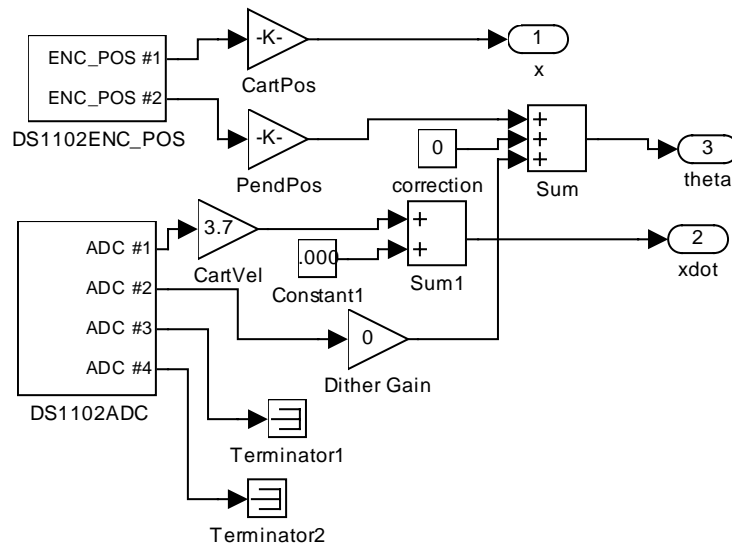 ENC_POS #1
ENC_POS #2
DS1102ENC_POS
-K-
CartPos
1
x
-K-
PendPos
0
correction
+
+
+
Sum
3
theta
ADC #1
ADC #2
ADC #3
ADC #4
DS1102ADC
3.7
CartVel
.000
Constant1
+
+
Sum1
2
xdot
0
Dither Gain
Terminator1
Terminator2